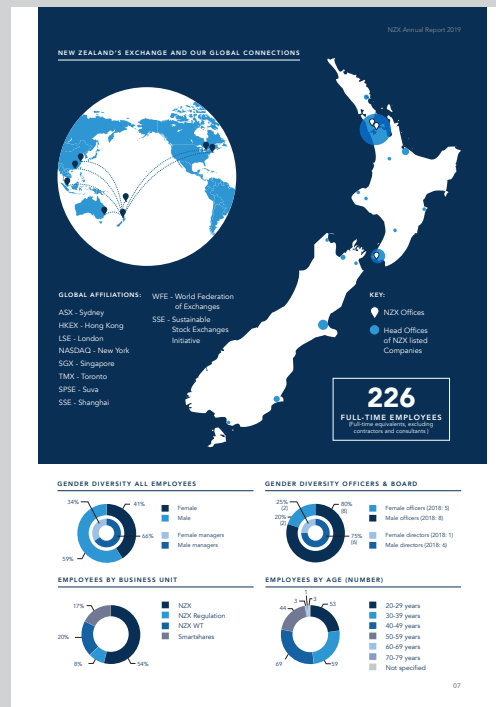 NZX Annual Report 2019
NEW ZEALAND'S EXCHANGE AND OUR GLOBAL CONNECTIONS
GLOBAL AFFILIATIONS:
ASX - Sydney
HKEX - Hong Kong
LSE - London
NASDAQ - New York
SGX - Singapore
TMX - Toronto
SPSE - Suva
SSE - Shanghai
WFE - World Federation
of Exchanges
SSE - Sustainable
Stock Exchanges
Initiative
KEY:
NZX Offices
Head Offices
of NZX listed
Companies
226
FULL-TIME EMPLOYEES
(Full-time equivalents, excluding
contractors and consultants )
GENDER DIVERSITY ALL EMPLOYEES
34%
41%
66%
59%
Female
Male
Female managers
Male managers
GENDER DIVERSITY OFFICERS & BOARD
25%
(2)
20%
(2)
80%
(8)
75%
(6)
Female officers (2018: 5)
Male officers (2018: 8)
Female directors (2018: 1)
Male directors (2018: 6)
EMPLOYEES BY BUSINESS UNIT
17%
20%
8%
54%
NZX
NZX Regulation
NZX WT
Smartshares
EMPLOYEES BY AGE (NUMBER)
1
3
3
44
53
69
59
20-29 years
30-39 years
40-49 years
50-59 years
60-69 years
70-79 years
Not specified
07